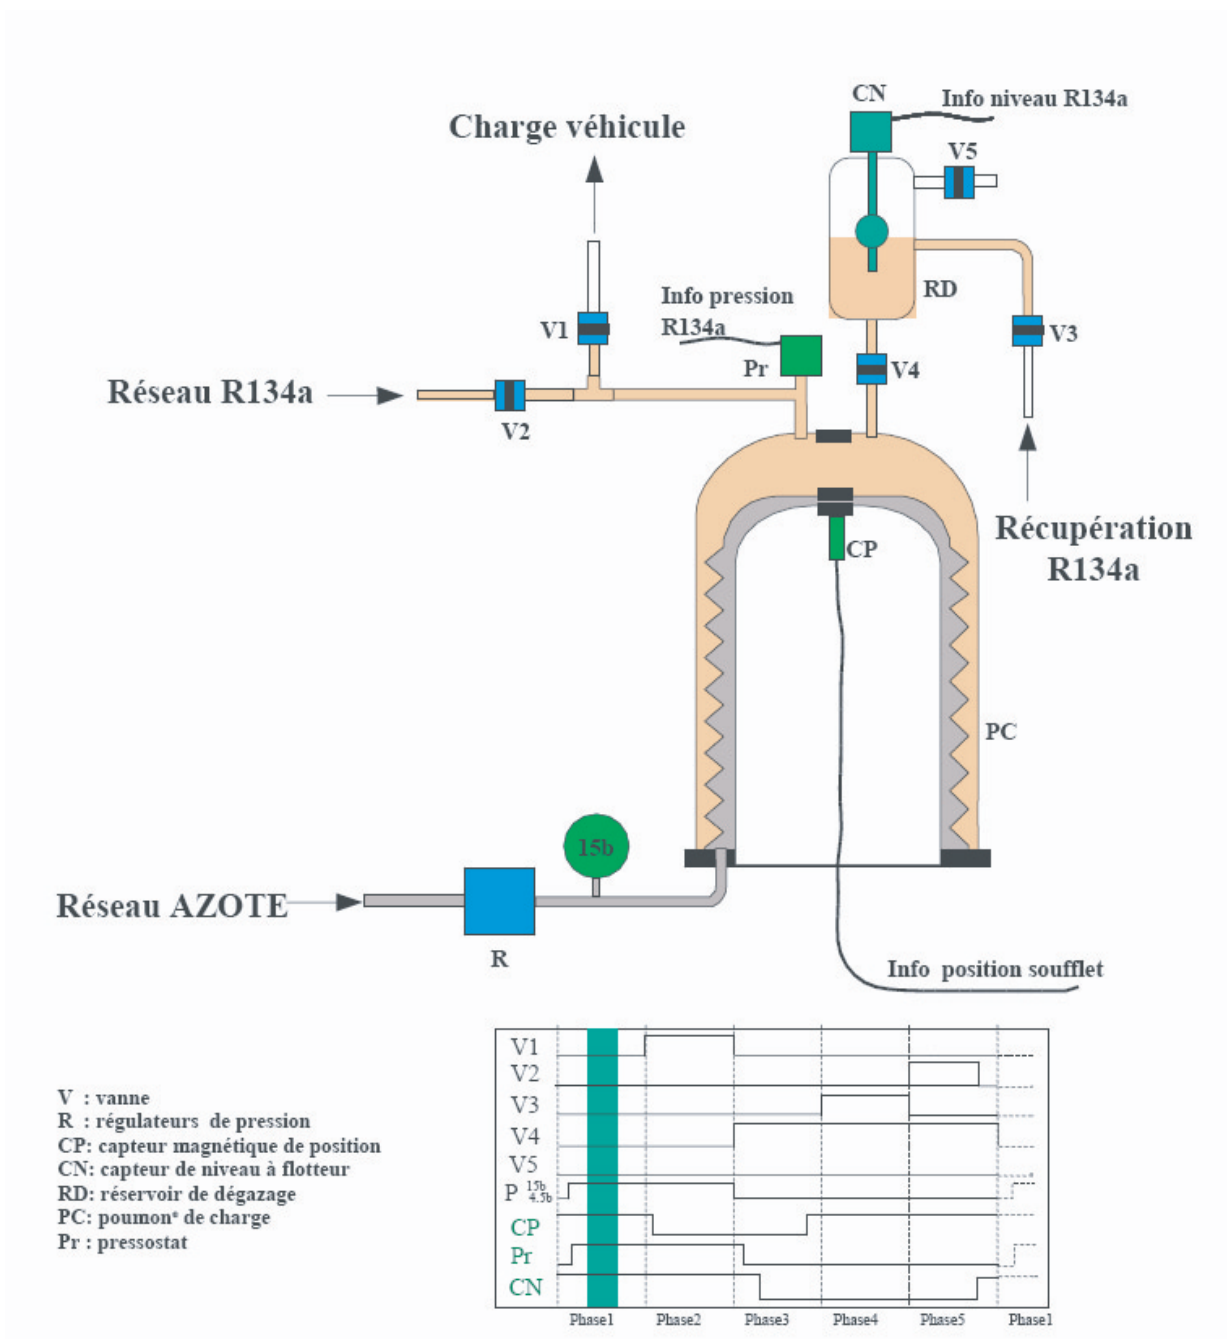 CN
Info niveau R134a
Charge véhicule
V5
RD
Info pression
R134a
V1
V3
Pr
V4
Réseau R134a
V2
CP
Récupération
R134a
PC
15b
Réseau AZOTE
R
Info position soufflet
V : vanne
R : régulateurs de pression
CP: capteur magnétique de position
CN: capteur de niveau à flotteur
RD: réservoir de dégazage
PC: poumon* de charge
Pr : pressostat
V1
V2
V3
V4
V5
P 15b
4.5b
CP
Pr
CN
Phase1 Phase2 Phase3 Phase4 Phase5 Phase1